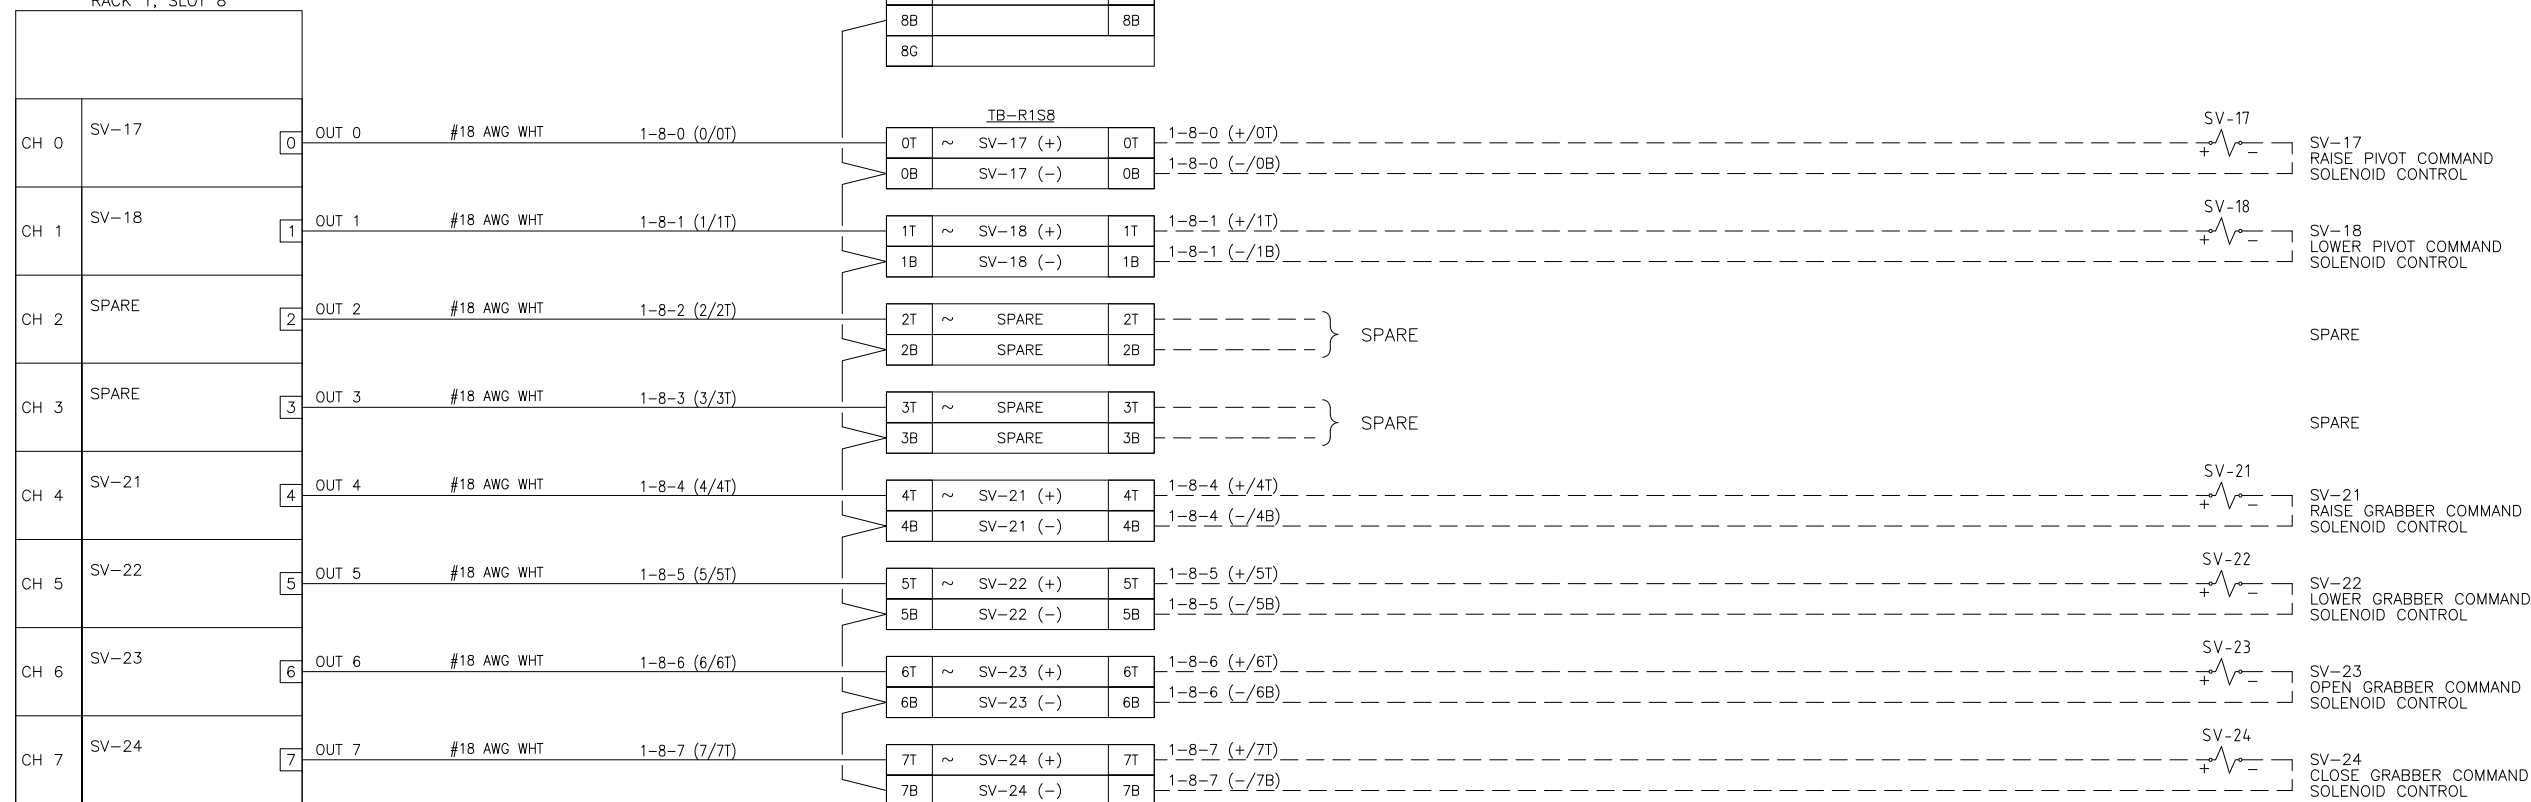 RACK 1, SLOT 8
8B 8B
8G
TB-R1S8
CH 0 SV-17 0 OUT 0 #18 AWG WHT 1-8-0 (0/0T) 0T ~ SV-17 (+) 0T 1-8-0 (+/0T) SV-17 + - SV-17
RAISE PIVOT COMMAND
0B SV-17 (-) 0B 1-8-0 (-/0B) SOLENOID CONTROL
CH 1 SV-18 1 OUT 1 #18 AWG WHT 1-8-1 (1/1T) 1T ~ SV-18 (+) 1T 1-8-1 (+/1T) SV-18 + - SV-18
LOWER PIVOT COMMAND
1B SV-18 (-) 1B 1-8-1 (-/1B) SOLENOID CONTROL
CH 2 SPARE 2 OUT 2 #18 AWG WHT 1-8-2 (2/2T) 2T ~ SPARE 2T
SPARE SPARE
2B SPARE 2B
CH 3 SPARE 3 OUT 3 #18 AWG WHT 1-8-3 (3/3T) 3T ~ SPARE 3T
SPARE SPARE
3B SPARE 3B
CH 4 SV-21 4 OUT 4 #18 AWG WHT 1-8-4 (4/4T) 4T ~ SV-21 (+) 4T 1-8-4 (+/4T) SV-21 + - SV-21
RAISE GRABBER COMMAND
4B SV-21 (-) 4B 1-8-4 (-/4B) SOLENOID CONTROL
CH 5 SV-22 5 OUT 5 #18 AWG WHT 1-8-5 (5/5T) 5T ~ SV-22 (+) 5T 1-8-5 (+/5T) SV-22 + - SV-22
LOWER GRABBER COMMAND
5B SV-22 (-) 5B 1-8-5 (-/5B) SOLENOID CONTROL
CH 6 SV-23 6 OUT 6 #18 AWG WHT 1-8-6 (6/6T) 6T ~ SV-23 (+) 6T 1-8-6 (+/6T) SV-23 + - SV-23
OPEN GRABBER COMMAND
6B SV-23 (-) 6B 1-8-6 (-/6B) SOLENOID CONTROL
CH 7 SV-24 7 OUT 7 #18 AWG WHT 1-8-7 (7/7T) 7T ~ SV-24 (+) 7T 1-8-7 (+/7T) SV-24 + - SV-24
CLOSE GRABBER COMMAND
7B SV-24 (-) 7B 1-8-7 (-/7B) SOLENOID CONTROL